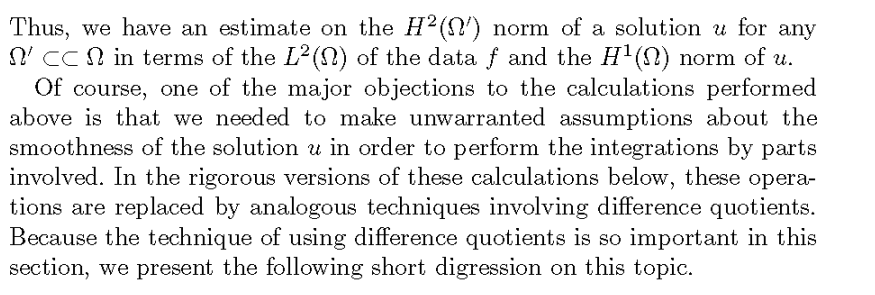 Thus, we have an estimate on the H²(Ω′) norm of a solution u for any
Ω′ ⊂⊂ Ω in terms of the L²(Ω) of the data f and the H¹(Ω) norm of u.
Of course, one of the major objections to the calculations performed
above is that we needed to make unwarranted assumptions about the
smoothness of the solution u in order to perform the integrations by parts
involved. In the rigorous versions of these calculations below, these opera-
tions are replaced by analogous techniques involving difference quotients.
Because the technique of using difference quotients is so important in this
section, we present the following short digression on this topic.